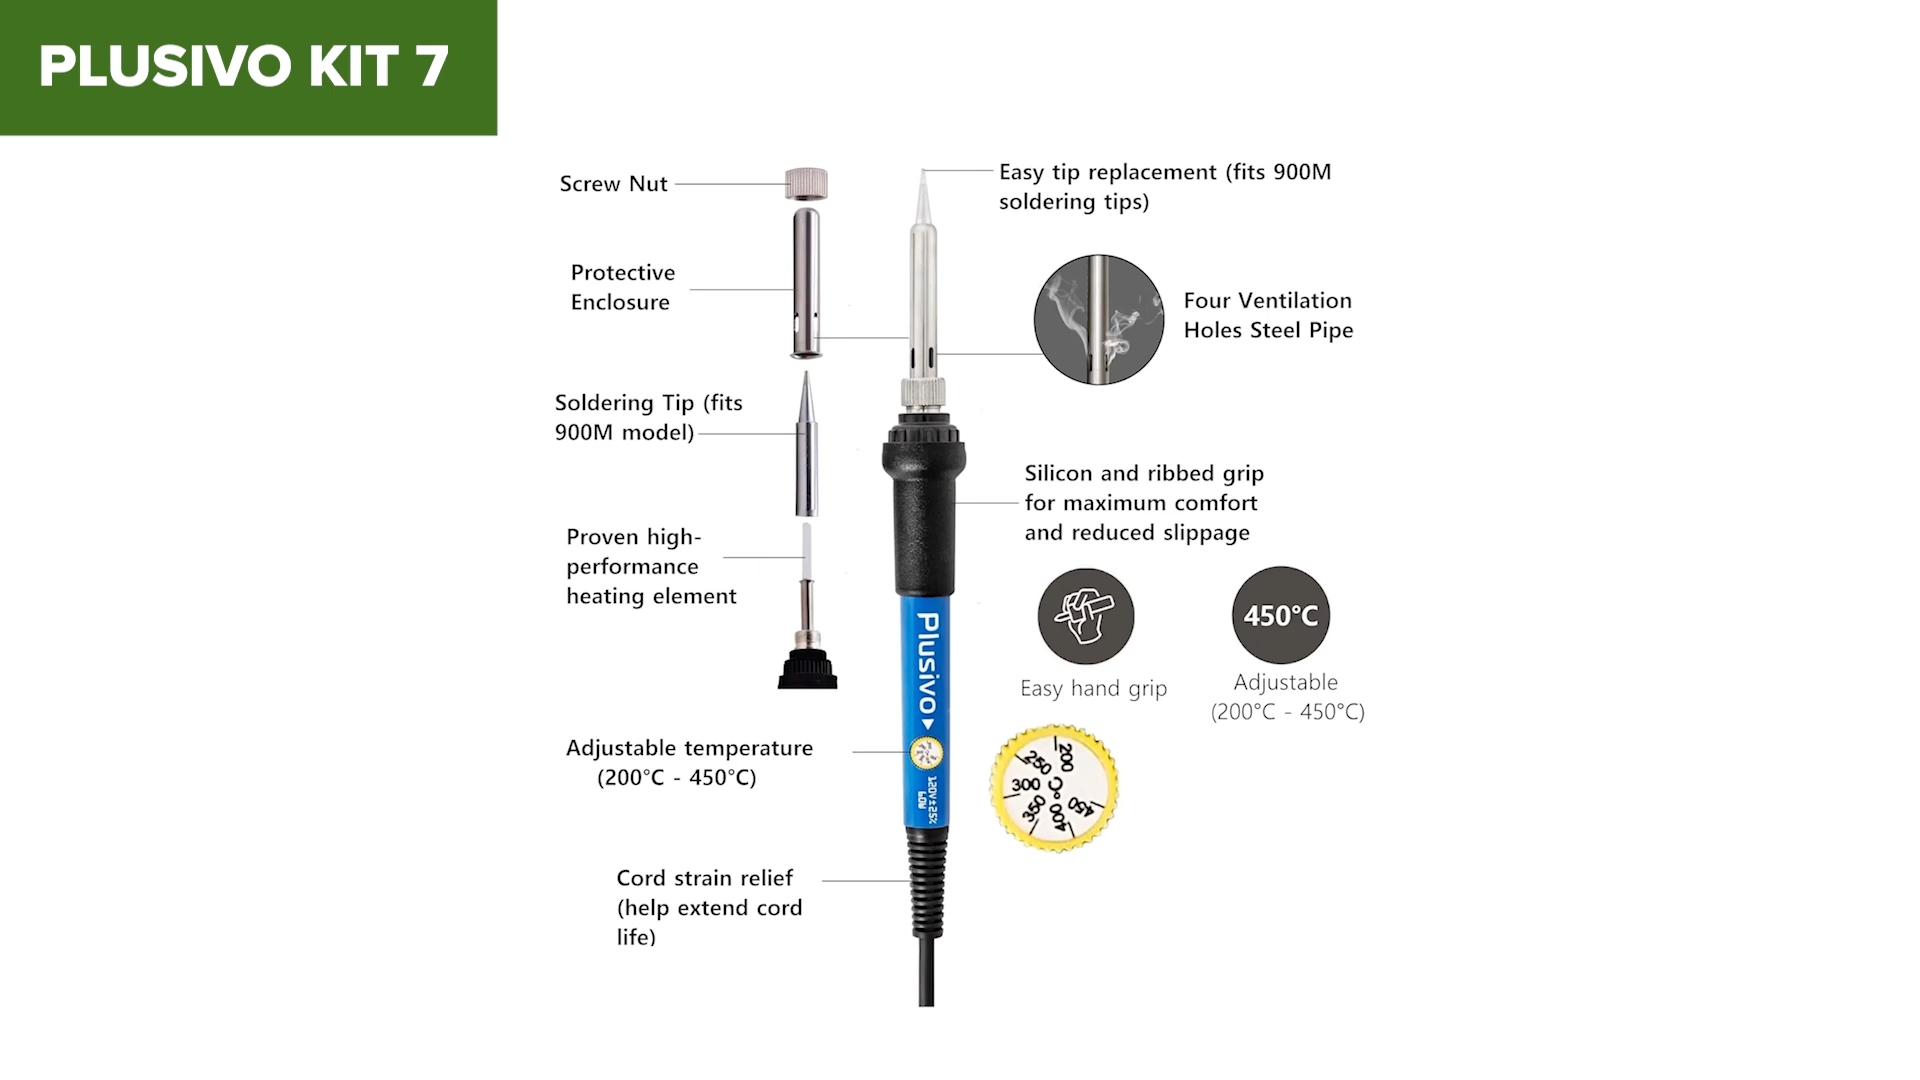 PLUSIVO KIT 7
Screw Nut
Protective
Enclosure
Soldering Tip (fits
900M model)
Proven high-
performance
heating element
Adjustable temperature
(200°C - 450°C)
Cord strain relief
(help extend cord
life)
Easy tip replacement (fits 900M
soldering tips)
Four Ventilation
Holes Steel Pipe
Silicon and ribbed grip
for maximum comfort
and reduced slippage
Easy hand grip
450°C
Adjustable
(200°C - 450°C)
Plusivo
120V±25%
60W
200
250
300
350
400
450
°C